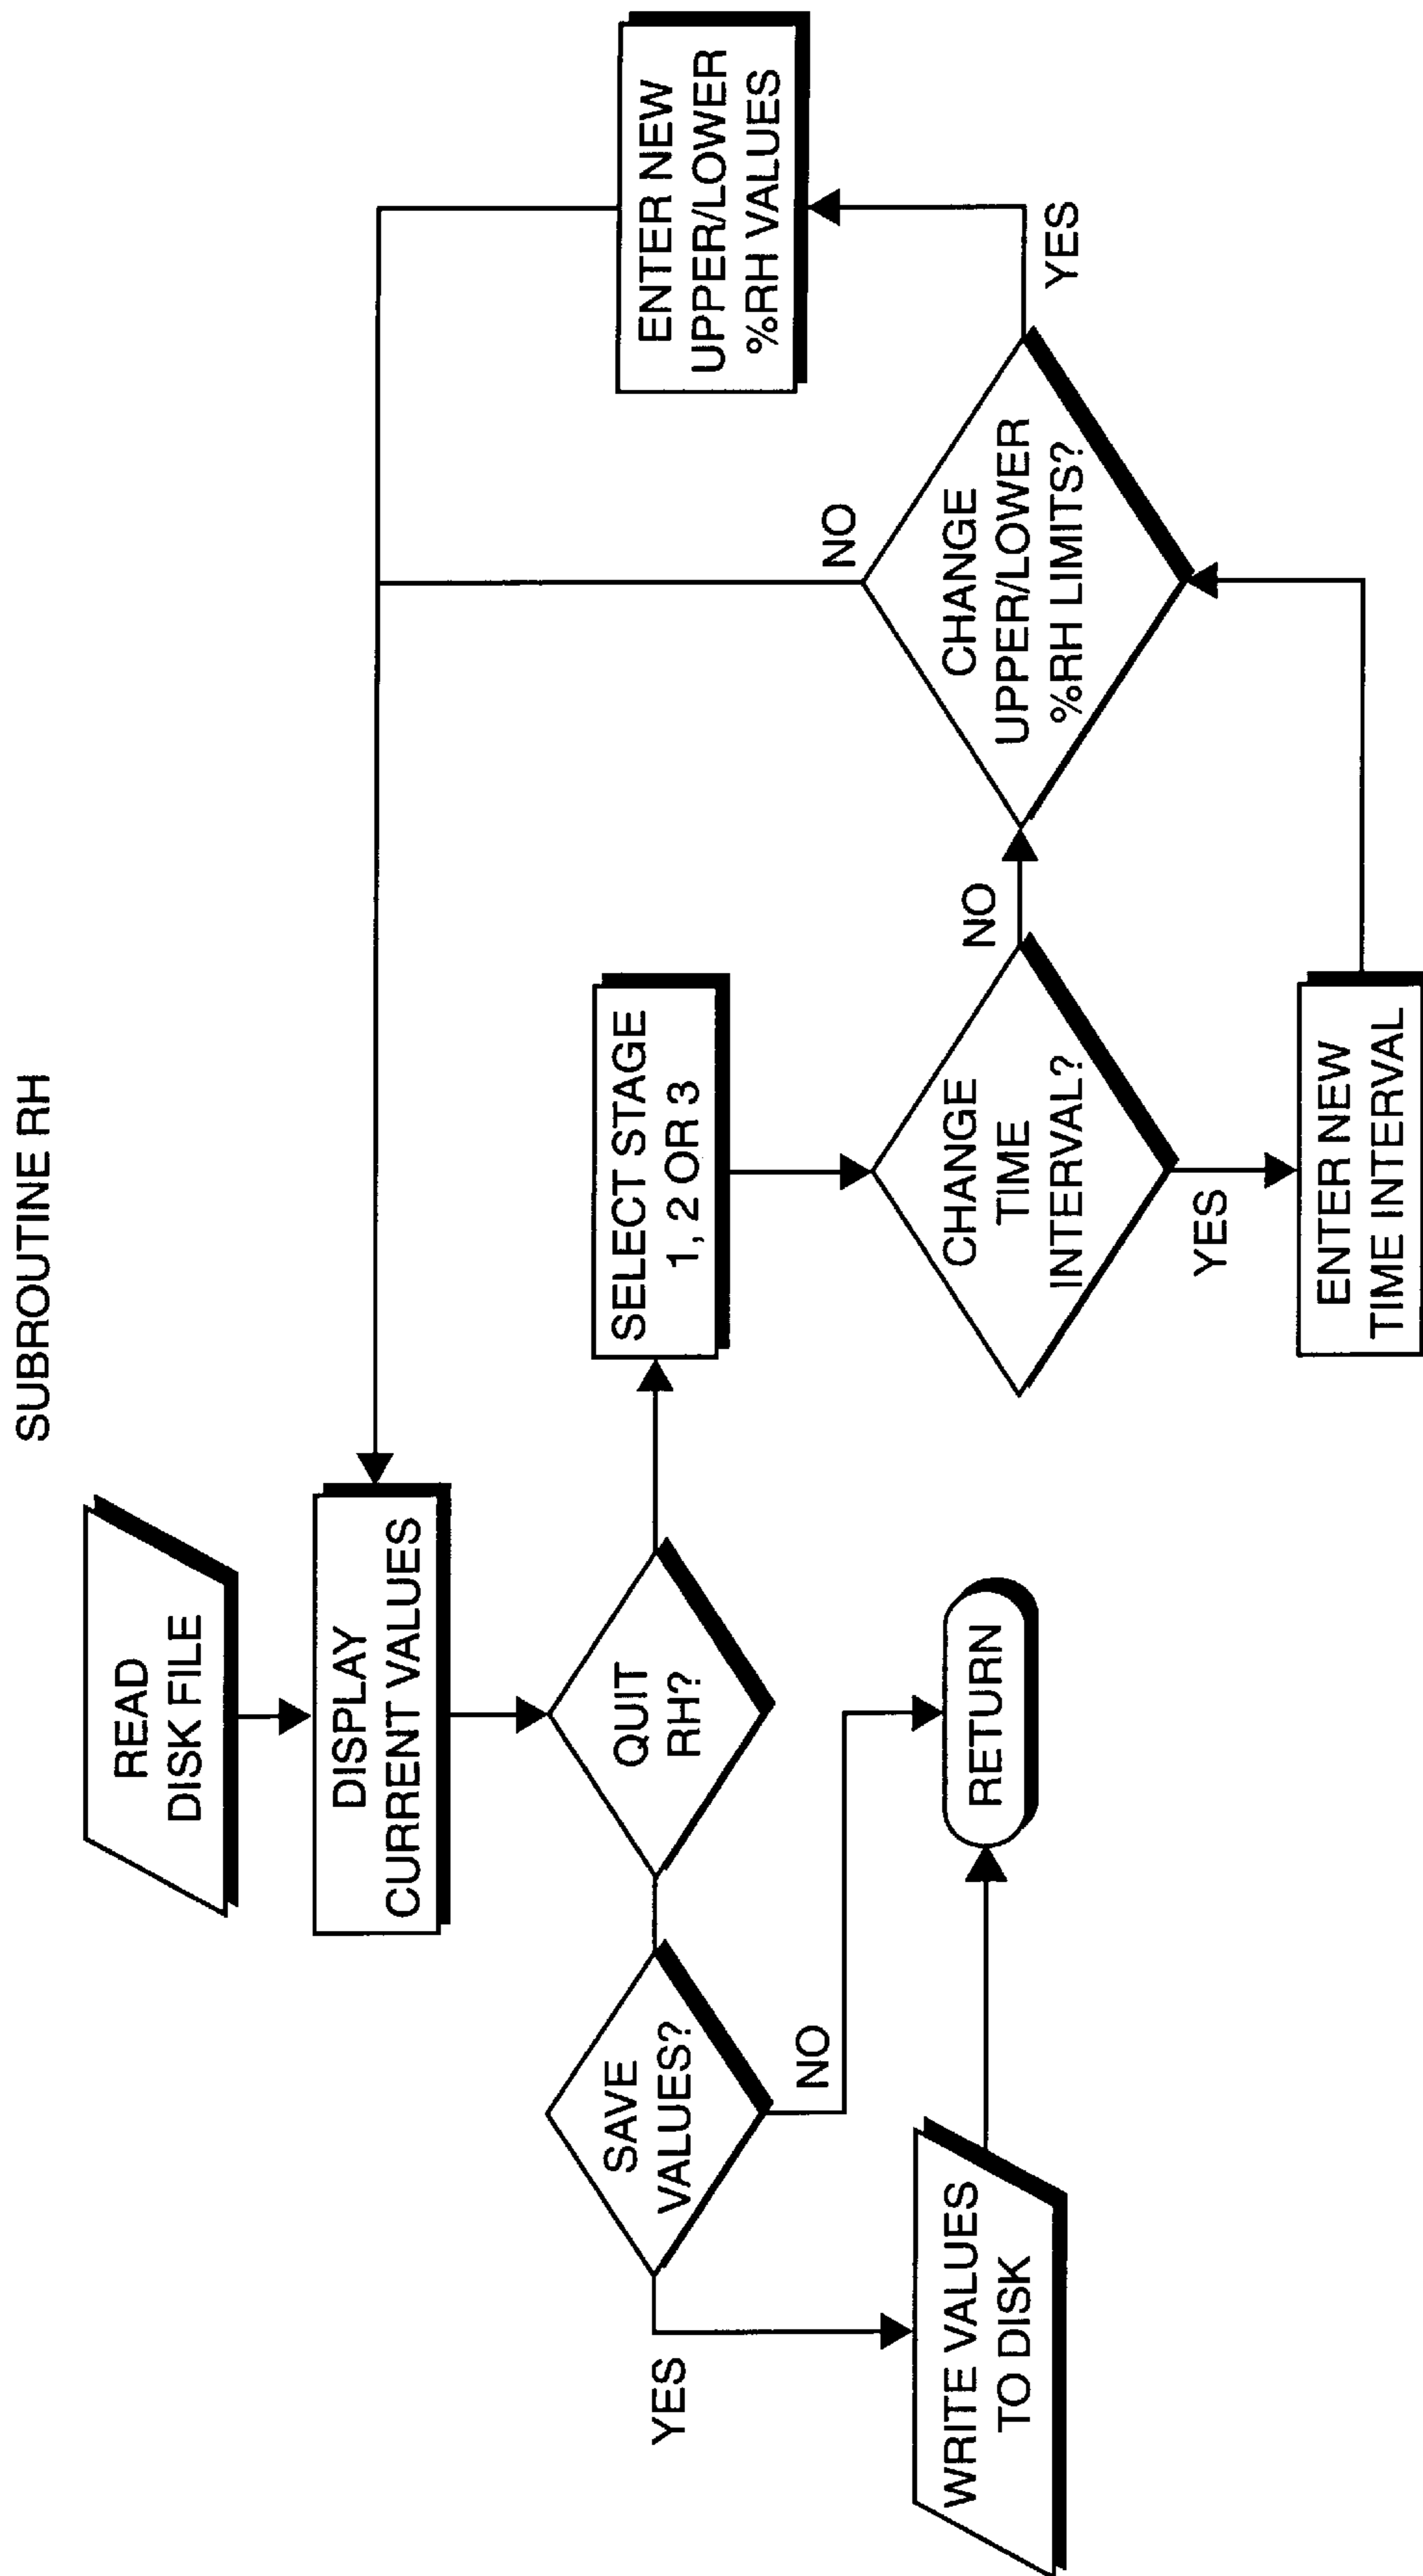 SUBROUTINE RH
READ
DISK FILE
DISPLAY
CURRENT VALUES
QUIT
RH?
SAVE
VALUES?
YES
NO
WRITE VALUES
TO DISK
RETURN
SELECT STAGE
1, 2 OR 3
CHANGE
TIME
INTERVAL?
YES
NO
ENTER NEW
TIME INTERVAL
CHANGE
UPPER/LOWER
%RH LIMITS?
NO
YES
ENTER NEW
UPPER/LOWER
%RH VALUES